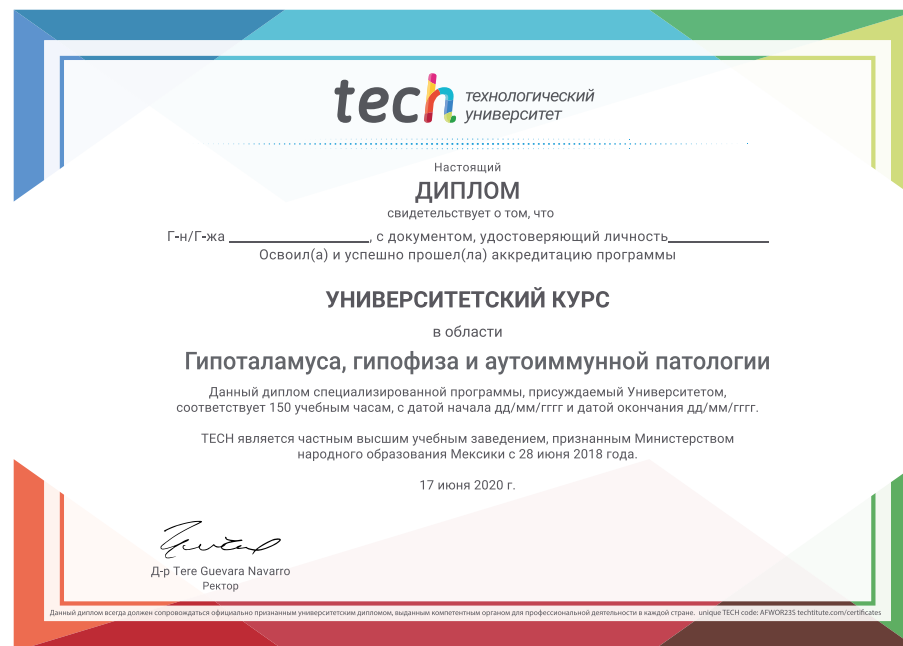 tech технологический
университет
Настоящий
ДИПЛОМ
свидетельствует о том, что
Г-н/Г-жа ____________________, с документом, удостоверяющий личность______________
Освоил(а) и успешно прошел(ла) аккредитацию программы
УНИВЕРСИТЕТСКИЙ КУРС
в области
Гипоталамуса, гипофиза и аутоиммунной патологии
Данный диплом специализированной программы, присуждаемый Университетом,
соответствует 150 учебным часам, с датой начала дд/мм/гггг и датой окончания дд/мм/гггг.
TECH является частным высшим учебным заведением, признанным Министерством
народного образования Мексики с 28 июня 2018 года.
17 июня 2020 г.
Д-р Tere Guevara Navarro
Ректор
Данный диплом всегда должен сопровождаться официально признанным университетским дипломом, выданным компетентным органом для профессиональной деятельности в каждой стране. unique TECH code: AFWOR23S techtitute.com/certificates